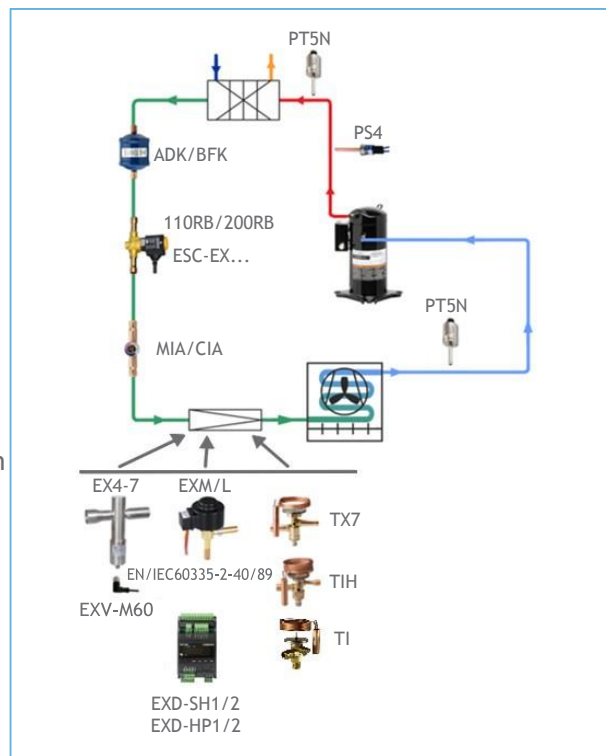 PT5N
PS4
ADK/BFK
110RB/200RB
ESC-EX...
PT5N
MIA/CIA
n
EX4-7
EXM/L
TX7
EN/IEC60335-2-40/89
TIH
EXV-M60
TI
EXD-SH1/2
EXD-HP1/2